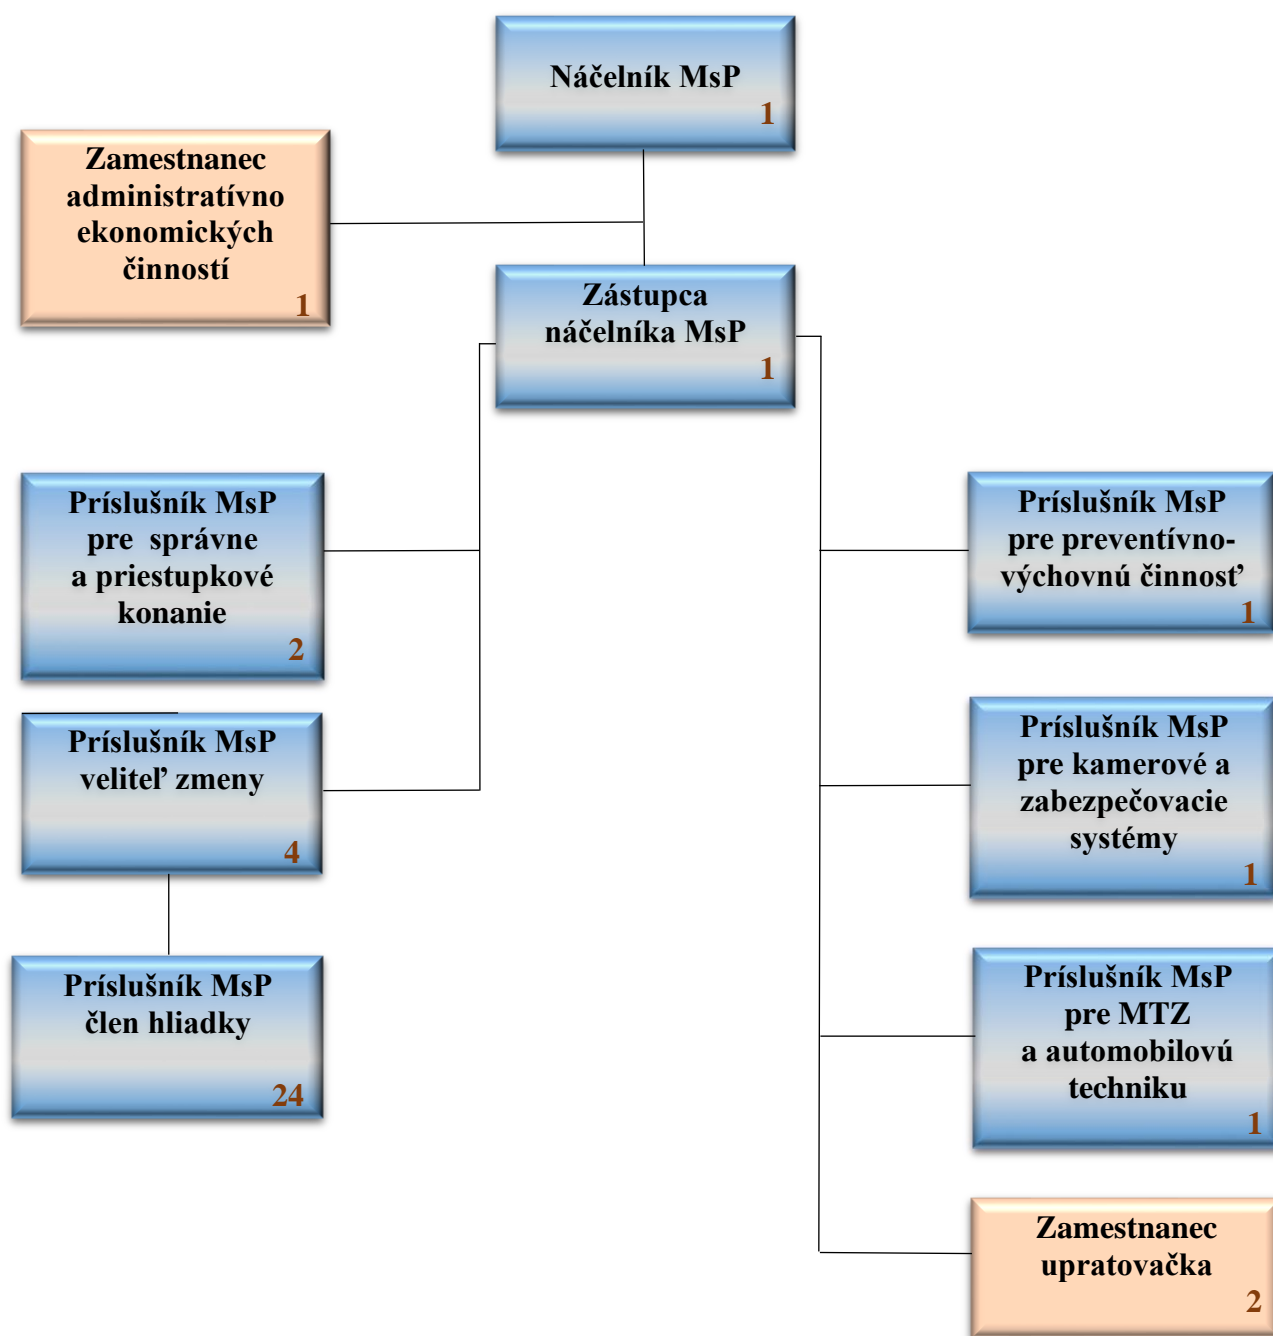 Náčelník MsP
1
Zamestnanec
administratívno
ekonomických
činností
1
Zástupca
náčelníka MsP
1
Príslušník MsP
pre správne
a priestupkové
konanie
2
Príslušník MsP
pre preventívno-
výchovnú činnosť
1
Príslušník MsP
veliteľ zmeny
4
Príslušník MsP
pre kamerové a
zabezpečovacie
systémy
1
Príslušník MsP
člen hliadky
24
Príslušník MsP
pre MTZ
a automobilovú
techniku
1
Zamestnanec
upratovačka
2